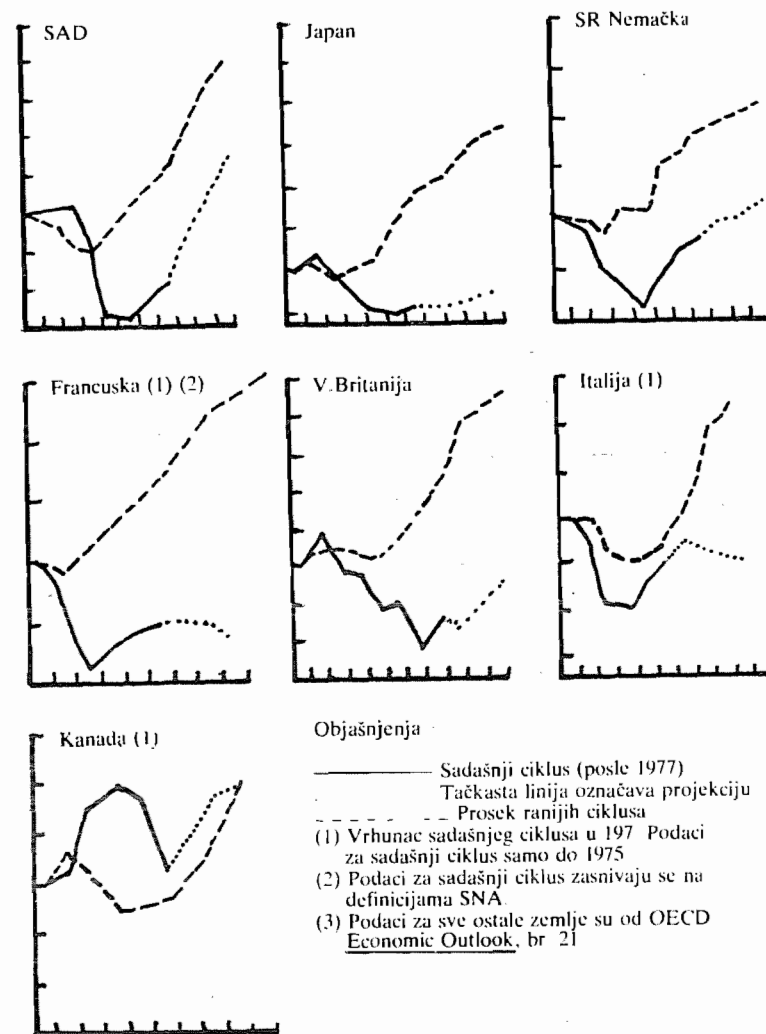 SAD
Japan
SR Nemačka
Francuska (1) (2)
V.Britanija
Italija (1)
Kanada (1)
Objašnjenja
Sadašnji ciklus (posle 1977)
Tačkasta linija označava projekciju
Prosek ranijih ciklusa
(1) Vrhunac sadašnjeg ciklusa u 197 Podaci
za sadašnji ciklus samo do 1975
(2) Podaci za sadašnji ciklus zasnivaju se na
definicijama SNA.
(3) Podaci za sve ostale zemlje su od OECD
Economic Outlook, br 21